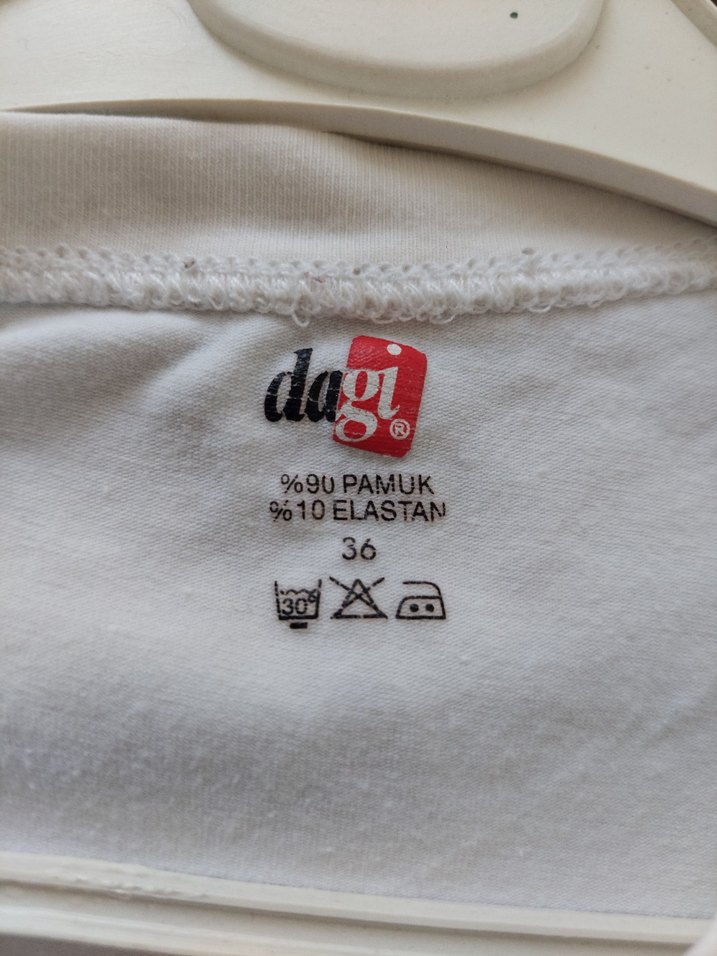 dagi®
%90 PAMUK
%10 ELASTAN
36
30°